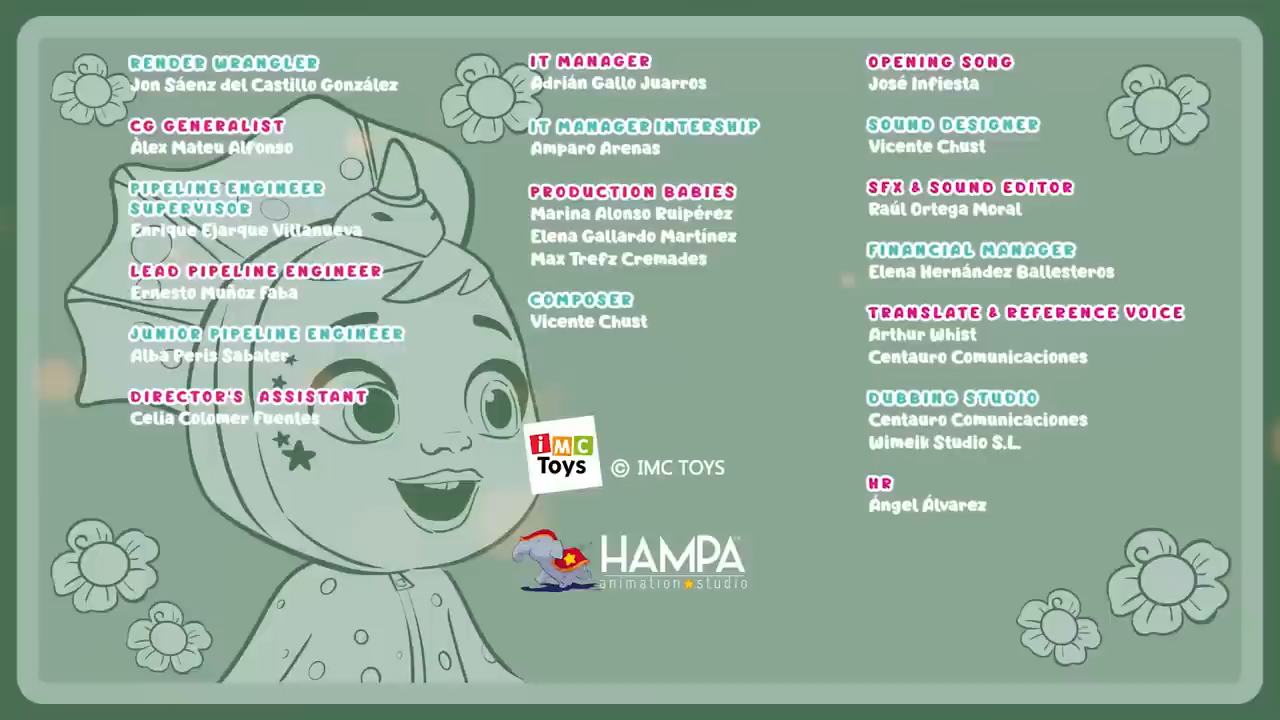 RENDER WRANGLER
Jon Sáenz del Castillo González
CG GENERALIST
Àlex Mateu Alfonso
PIPELINE ENGINEER
SUPERVISOR
Enrique Ejarque Villanueva
LEAD PIPELINE ENGINEER
Ernesto Muñoz Faba
JUNIOR PIPELINE ENGINEER
Alba Peris Sabater
DIRECTOR'S ASSISTANT
Celia Colomer Fuentes
IT MANAGER
Adrián Gallo Juarros
IT MANAGER INTERSHIP
Amparo Arenas
PRODUCTION BABIES
Marina Alonso Ruipérez
Elena Gallardo Martínez
Max Trefz Cremades
COMPOSER
Vicente Chust
iMC
Toys
© IMC TOYS
HAMPA
animation studio
OPENING SONG
José Infiesta
SOUND DESIGNER
Vicente Chust
SFX & SOUND EDITOR
Raúl Ortega Moral
FINANCIAL MANAGER
Elena Hernández Ballesteros
TRANSLATE & REFERENCE VOICE
Arthur Whist
Centauro Comunicaciones
DUBBING STUDIO
Centauro Comunicaciones
Wimeik Studio S.L.
HR
Ángel Álvarez